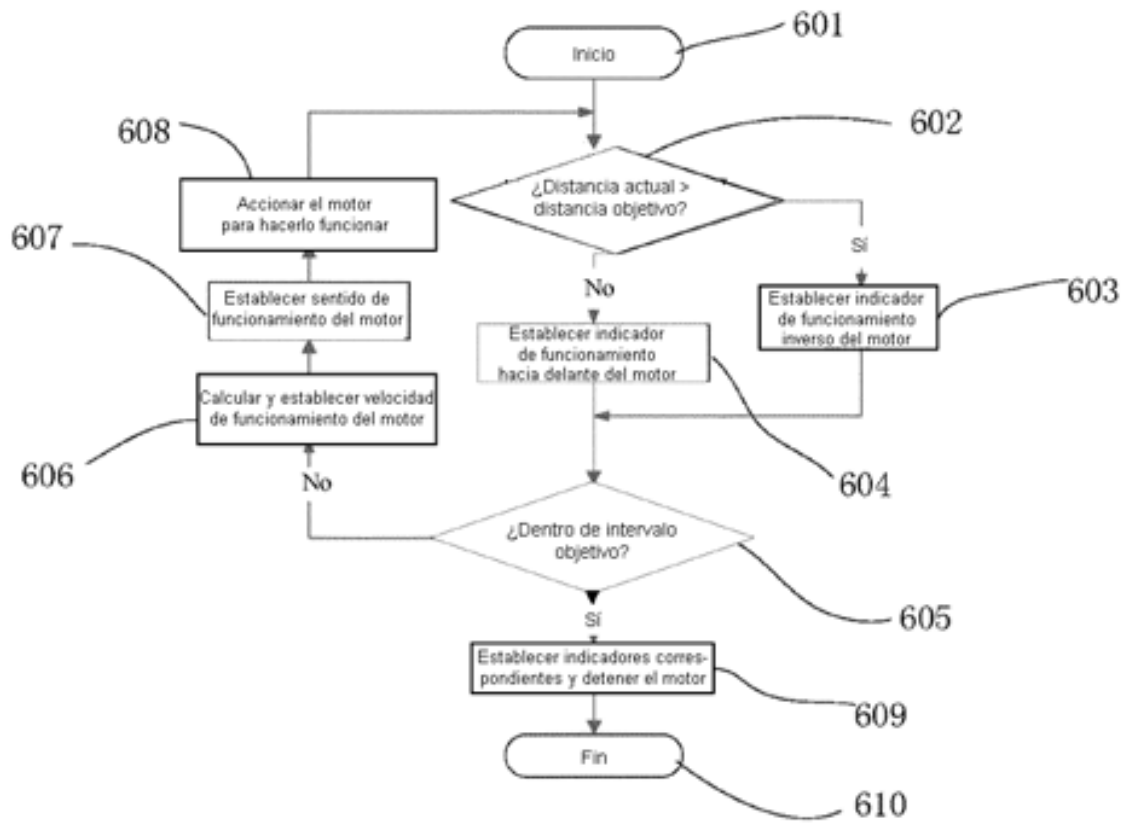 601
Inicio
602
608
¿Distancia actual >
distancia objetivo?
Accionar el motor
para hacerlo funcionar
607
Sí
No
603
Establecer sentido de
funcionamiento del motor
Establecer indicador
de funcionamiento
inverso del motor
Establecer indicador
de funcionamiento
hacia delante del motor
Calcular y establecer velocidad
de funcionamiento del motor
606
No
604
¿Dentro de intervalo
objetivo?
605
Sí
Establecer indicadores corres-
pondientes y detener el motor
609
Fin
610